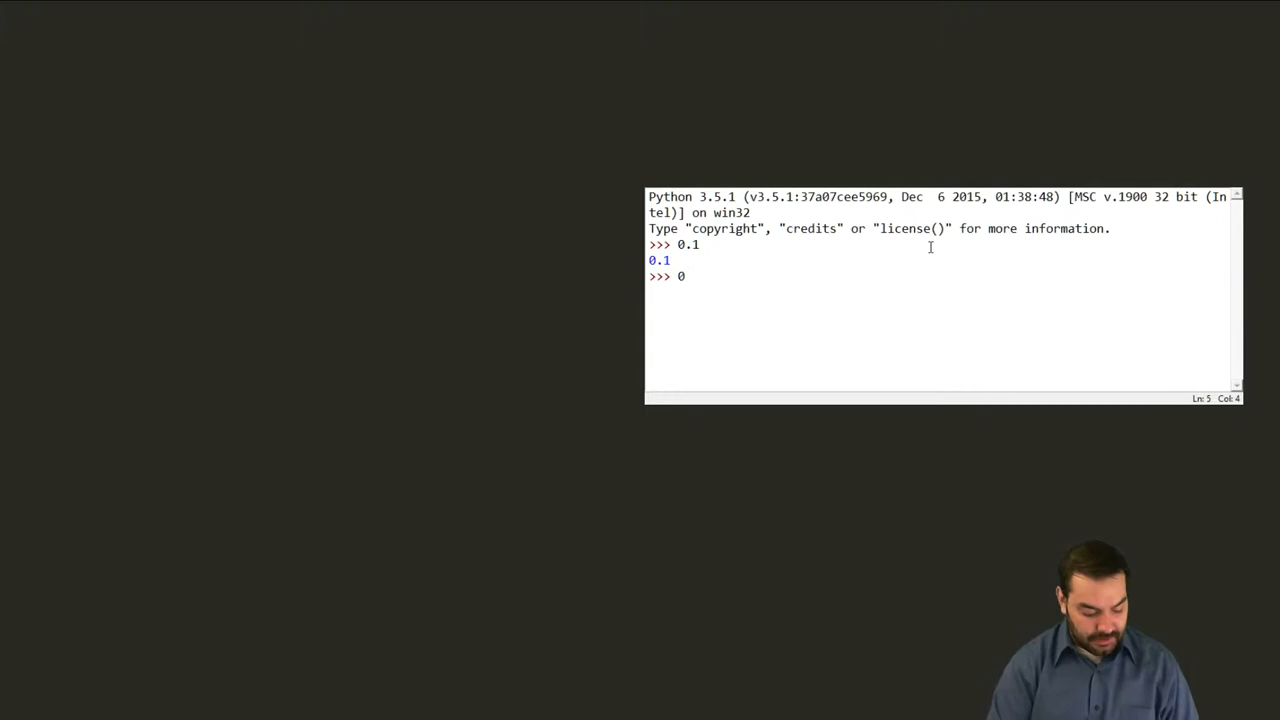 Python 3.5.1 (v3.5.1:37a07cee5969, Dec  6 2015, 01:38:48) [MSC v.1900 32 bit (In
tel)] on win32
Type "copyright", "credits" or "license()" for more information.
>>> 0.1
0.1
>>> 0
Ln: 5  Col: 4